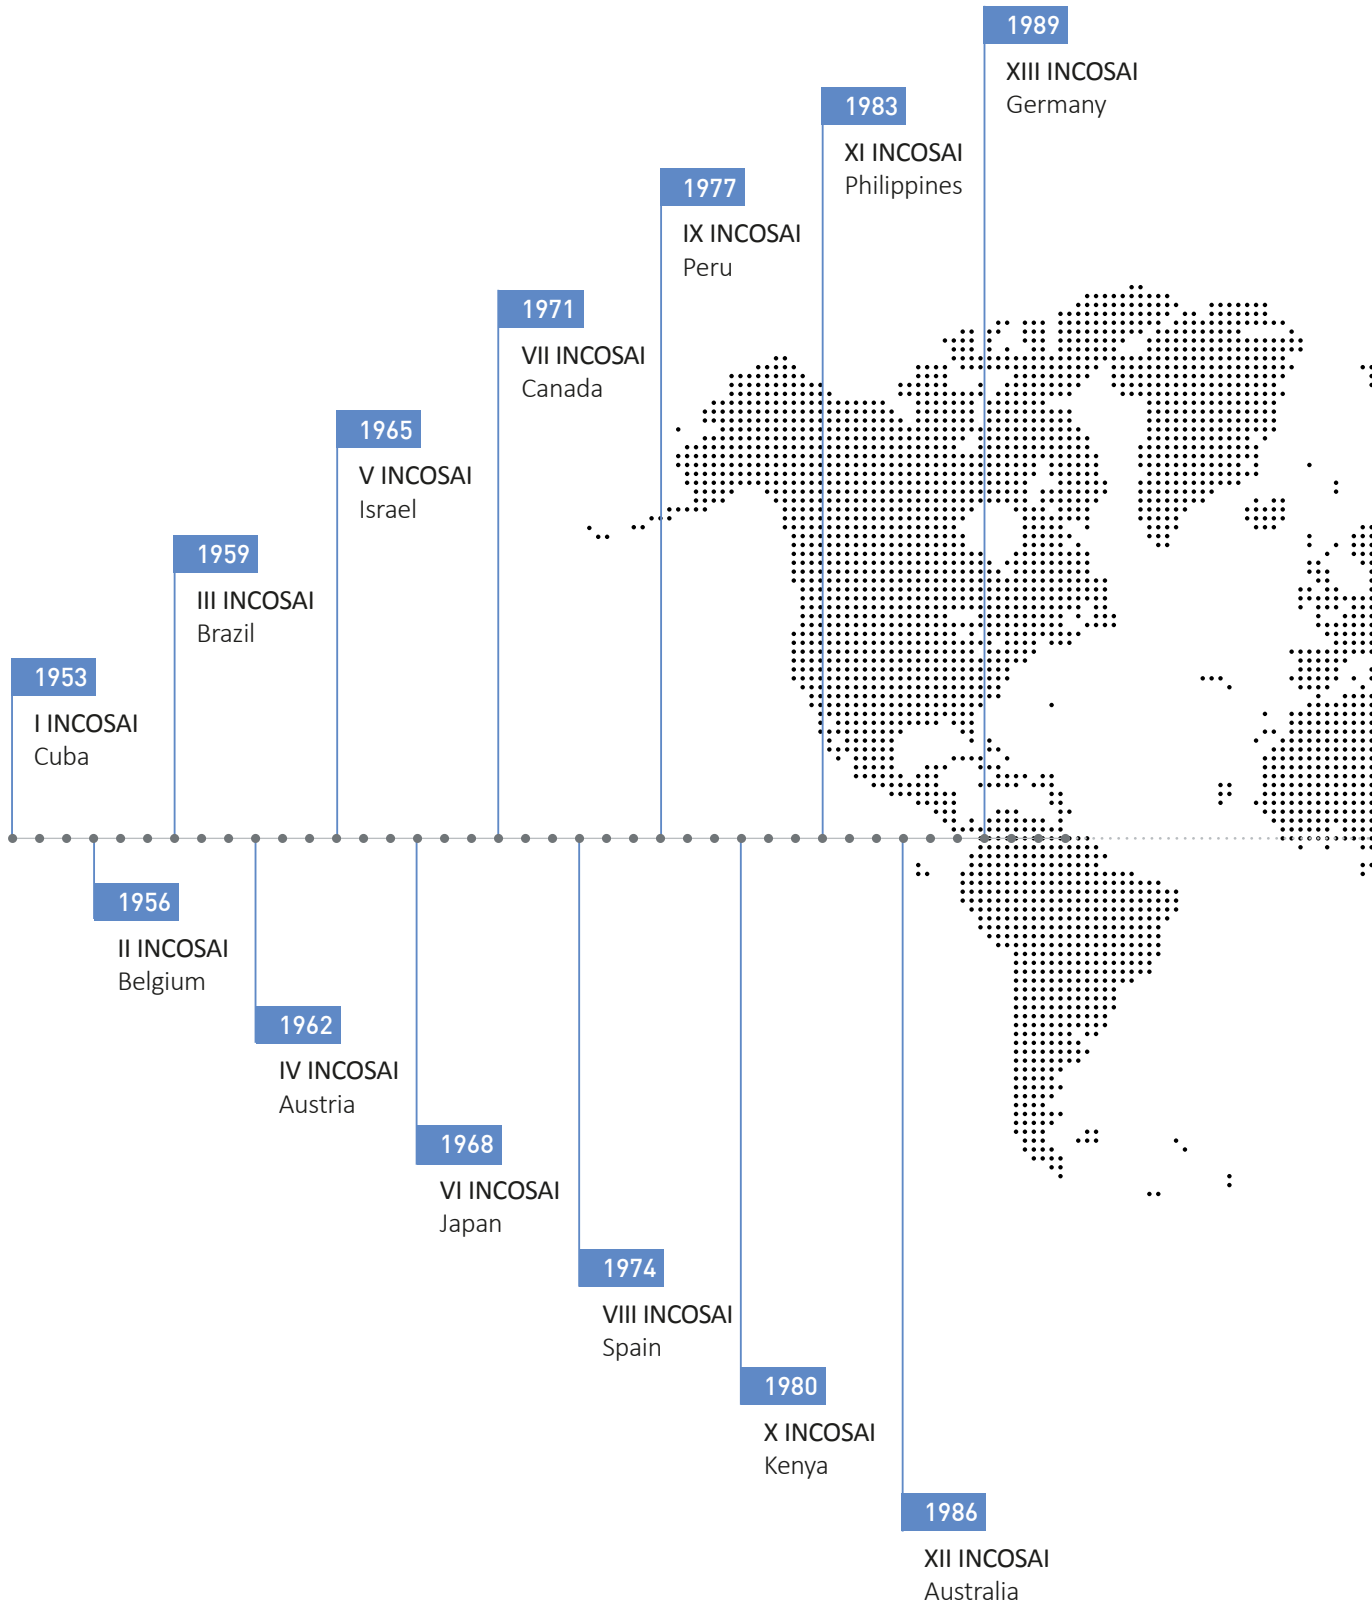 1989
XIII INCOSAI
Germany
1983
XI INCOSAI
Philippines
1977
IX INCOSAI
Peru
1971
VII INCOSAI
Canada
1965
V INCOSAI
Israel
1959
III INCOSAI
Brazil
1953
I INCOSAI
Cuba
1956
II INCOSAI
Belgium
1962
IV INCOSAI
Austria
1968
VI INCOSAI
Japan
1974
VIII INCOSAI
Spain
1980
X INCOSAI
Kenya
1986
XII INCOSAI
Australia